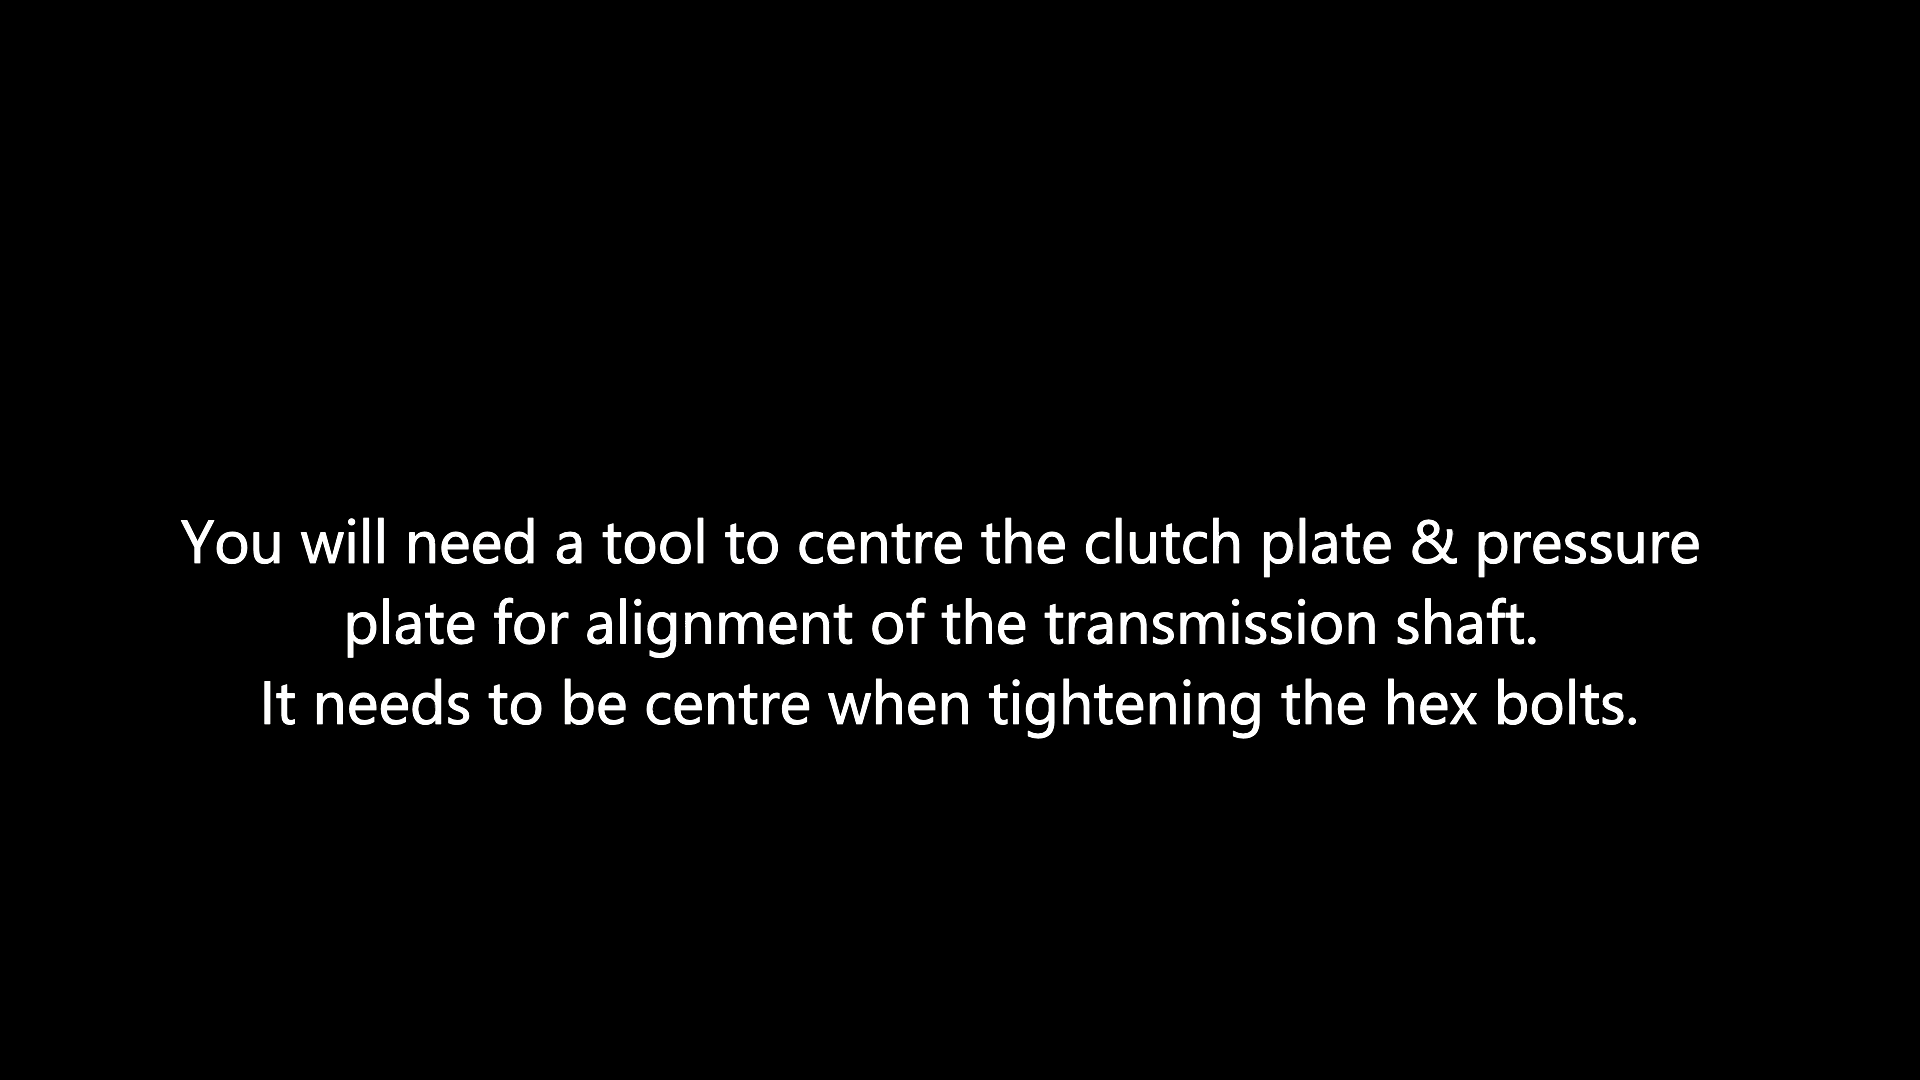 You will need a tool to centre the clutch plate & pressure
plate for alignment of the transmission shaft.
It needs to be centre when tightening the hex bolts.